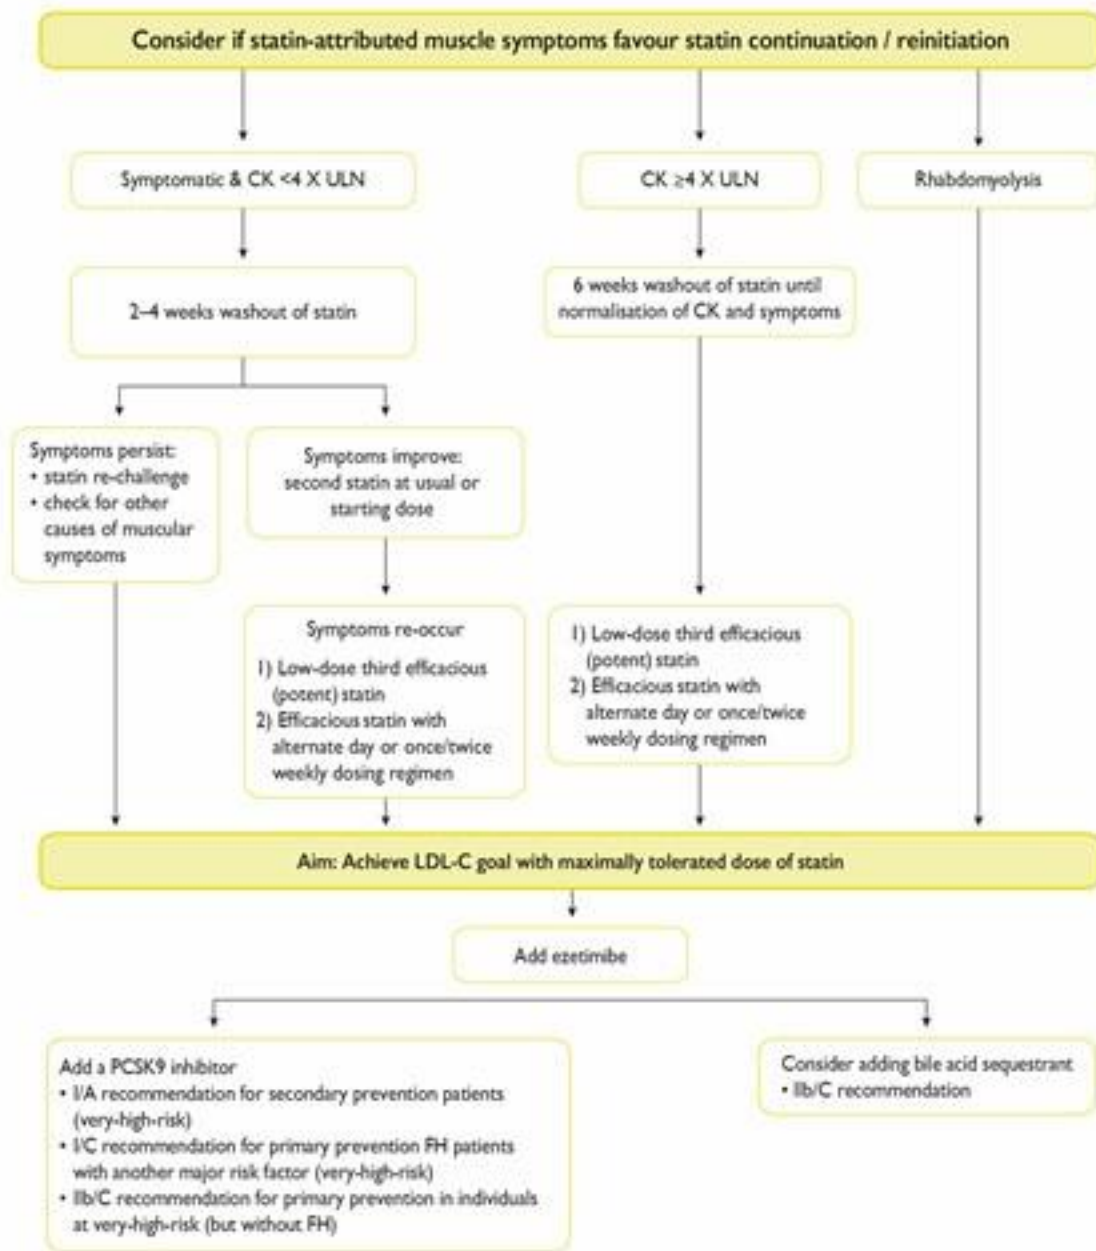 Consider if statin-attributed muscle symptoms favour statin continuation / reinitiation
Symptomatic & CK <4 X ULN
CK ≥4 X ULN
Rhabdomyolysis
2–4 weeks washout of statin
6 weeks washout of statin until
normalisation of CK and symptoms
Symptoms persist:
• statin re-challenge
• check for other
causes of muscular
symptoms
Symptoms improve:
second statin at usual or
starting dose
Symptoms re-occur
1) Low-dose third efficacious
(potent) statin
2) Efficacious statin with
alternate day or once/twice
weekly dosing regimen
1) Low-dose third efficacious
(potent) statin
2) Efficacious statin with
alternate day or once/twice
weekly dosing regimen
Aim: Achieve LDL-C goal with maximally tolerated dose of statin
Add ezetimibe
Add a PCSK9 inhibitor
• I/A recommendation for secondary prevention patients
(very-high-risk)
• I/C recommendation for primary prevention FH patients
with another major risk factor (very-high-risk)
• IIb/C recommendation for primary prevention in individuals
at very-high-risk (but without FH)
Consider adding bile acid sequestrant
• IIb/C recommendation